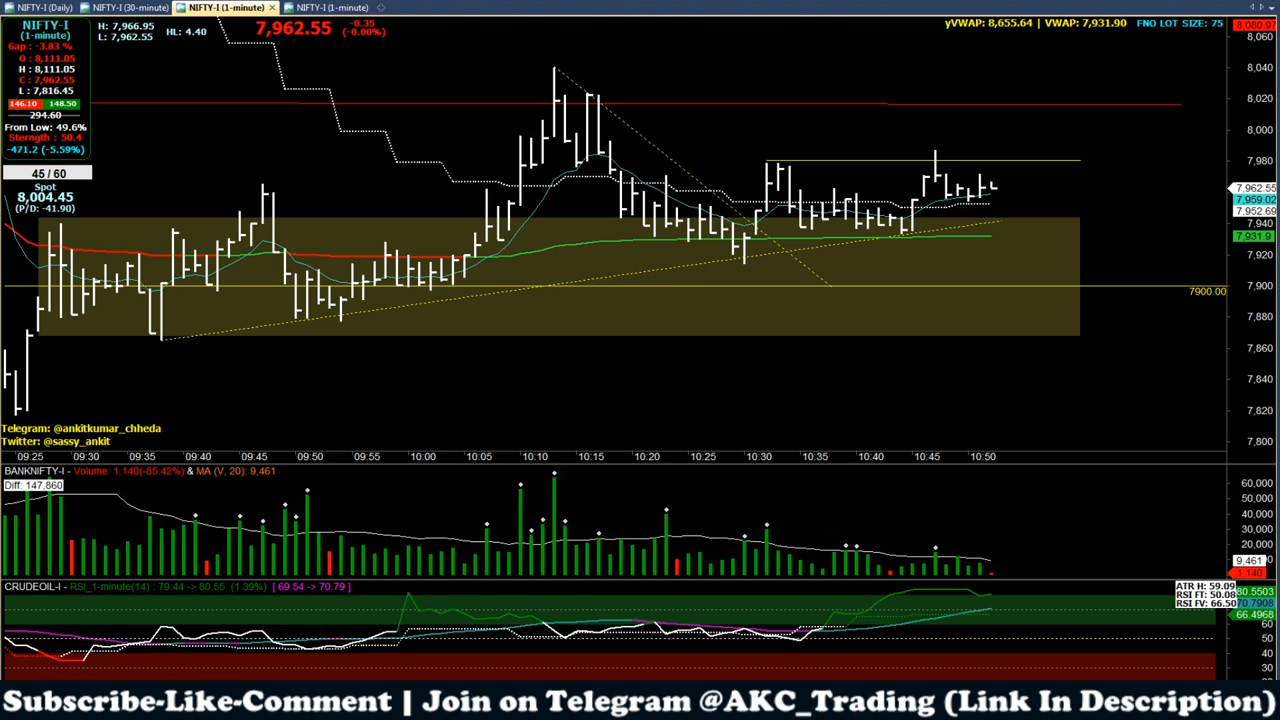 NIFTY-I (Daily)
NIFTY-I (30-minute)
NIFTY-I (1-minute)
NIFTY-I (1-minute)
NIFTY-I
(1-minute)
Gap : -3.83 %
O : 8,111.05
H : 8,111.05
C : 7,962.55
L : 7,816.45
146.10 148.50
294.60
From Low: 49.6%
Sterngth : 50.4
-471.2 (-5.59%)
45 / 60
Spot
8,004.45
(P/D: -41.90)
H: 7,966.95
L: 7,962.55
HL: 4.40
7,962.55
-0.35
(-0.00%)
yVWAP: 8,655.64 | VWAP: 7,931.90
FNO LOT SIZE: 75
8,080.97
8,060
8,040
8,020
8,000
7,980
7,962.55
7,959.02
7,952.69
7,940
7,931.9
7,920
7,900
7900.00
7,880
7,860
7,840
7,820
7,800
Telegram: @ankitkumar_chheda
Twitter: @sassy_ankit
09:25 09:30 09:35 09:40 09:45 09:50 09:55 10:00 10:05 10:10 10:15 10:20 10:25 10:30 10:35 10:40 10:45 10:50
BANKNIFTY-I - Volume: 1.140(-85.42%) & MA (V, 20): 9,461
Diff: 147,860
60,000
50,000
40,000
30,000
20,000
9,461
1.140
CRUDEOIL-I - RSI_1-minute(14) : 79.44 -> 80.55 (1.39%) [ 69.54 -> 70.79 ]
ATR H: 59.09
RSI FT: 50.08
RSI FV: 66.50
80.5503
70.7908
66.4968
60
50
40
30
Subscribe-Like-Comment | Join on Telegram @AKC_Trading (Link In Description)